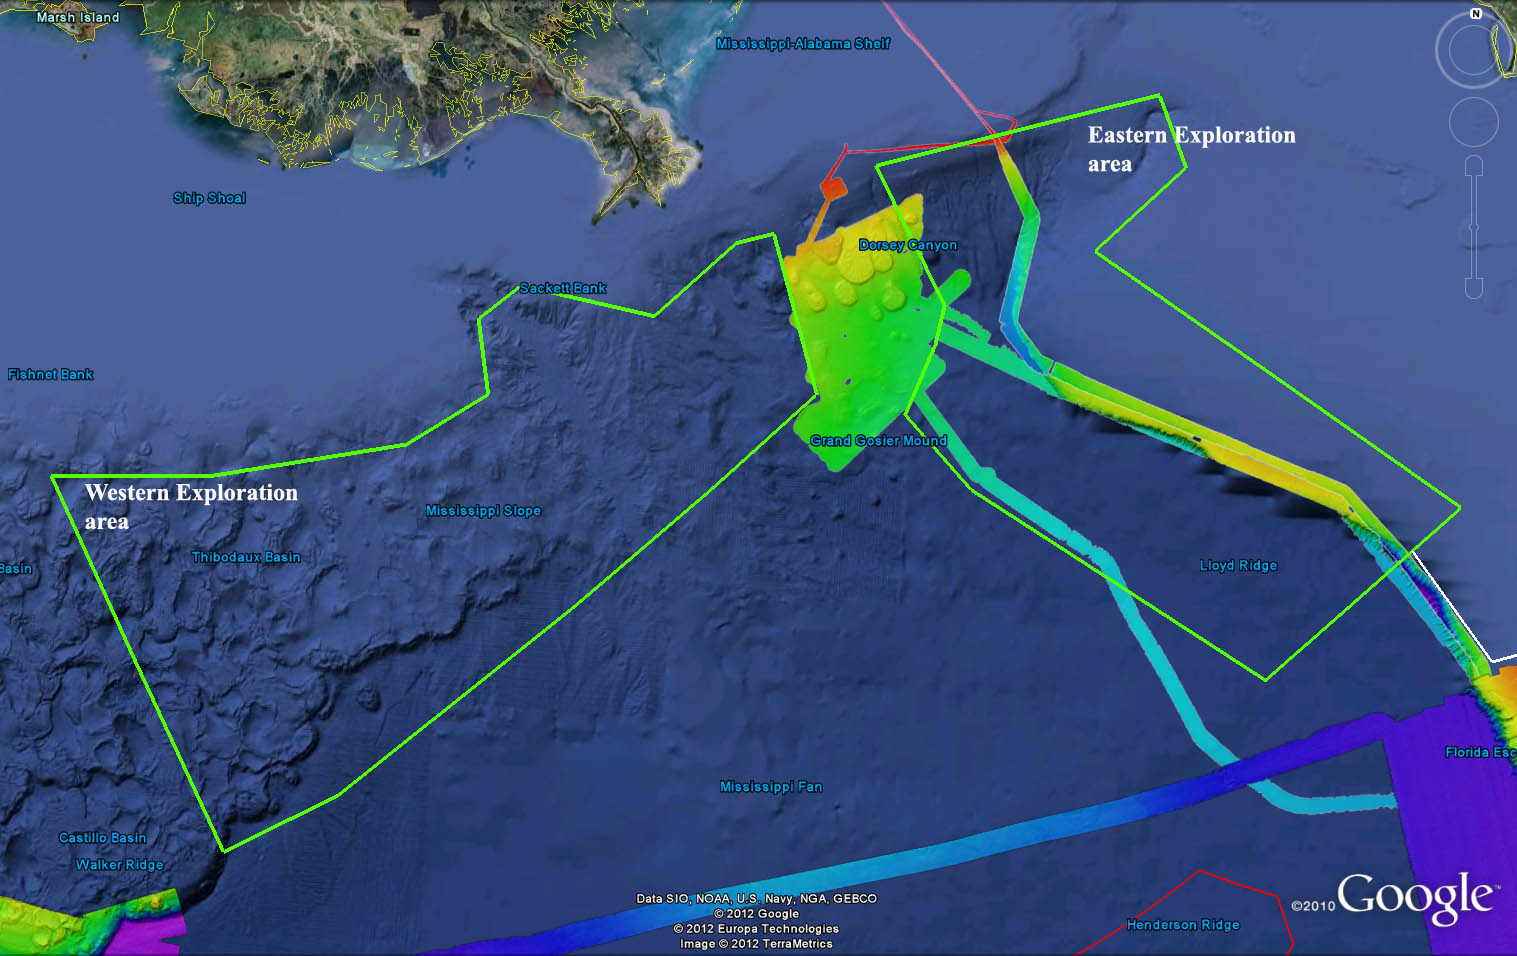 Marsh Island
N
Mississippi-Alabama Shelf
Eastern Exploration
area
Ship Shoal
Dorsey Canyon
Sackett Bank
Fishnet Bank
Grand Gosier Mound
Western Exploration
area
Mississippi Slope
Thibodaux Basin
Basin
Lloyd Ridge
Florida Esc
Mississippi Fan
Castillo Basin
Walker Ridge
Data SIO, NOAA, U.S. Navy, NGA, GEBCO
© 2012 Google
© 2012 Europa Technologies
Image © 2012 TerraMetrics
©2010 Google™
Henderson Ridge